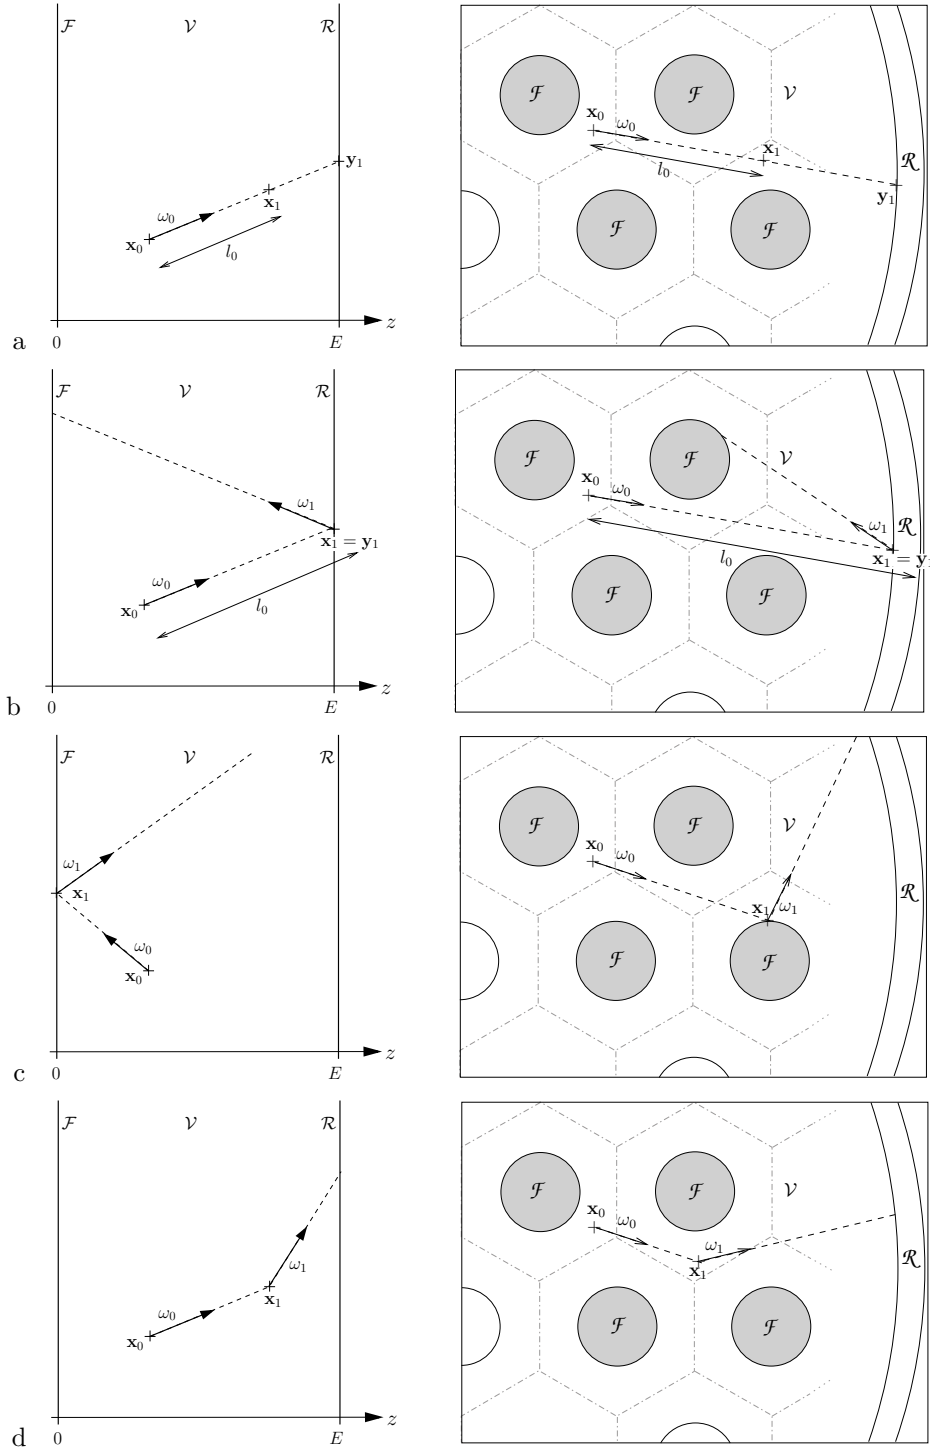 ℱ 𝒱 ℛ
y₁
ω₀
x₁
x₀
l₀
z
0 E
ℱ ℱ 𝒱
x₀
ω₀
x₁
l₀
ℛ
y₁
ℱ ℱ
a
ℱ 𝒱 ℛ
ω₁
x₁ = y₁
ω₀
x₀
l₀
z
0 E
ℱ ℱ 𝒱
x₀
ω₀
ω₁ ℛ
x₁ = y
l₀
ℱ ℱ
b
ℱ 𝒱 ℛ
ω₁
x₁
ω₀
x₀
z
0 E
ℱ ℱ 𝒱
x₀
ω₀
ℛ
x₁ ω₁
ℱ ℱ
c
ℱ 𝒱 ℛ
ω₁
x₁
ω₀
x₀
z
0 E
ℱ ℱ 𝒱
x₀
ω₀
ω₁
x₁
ℛ
ℱ ℱ
d